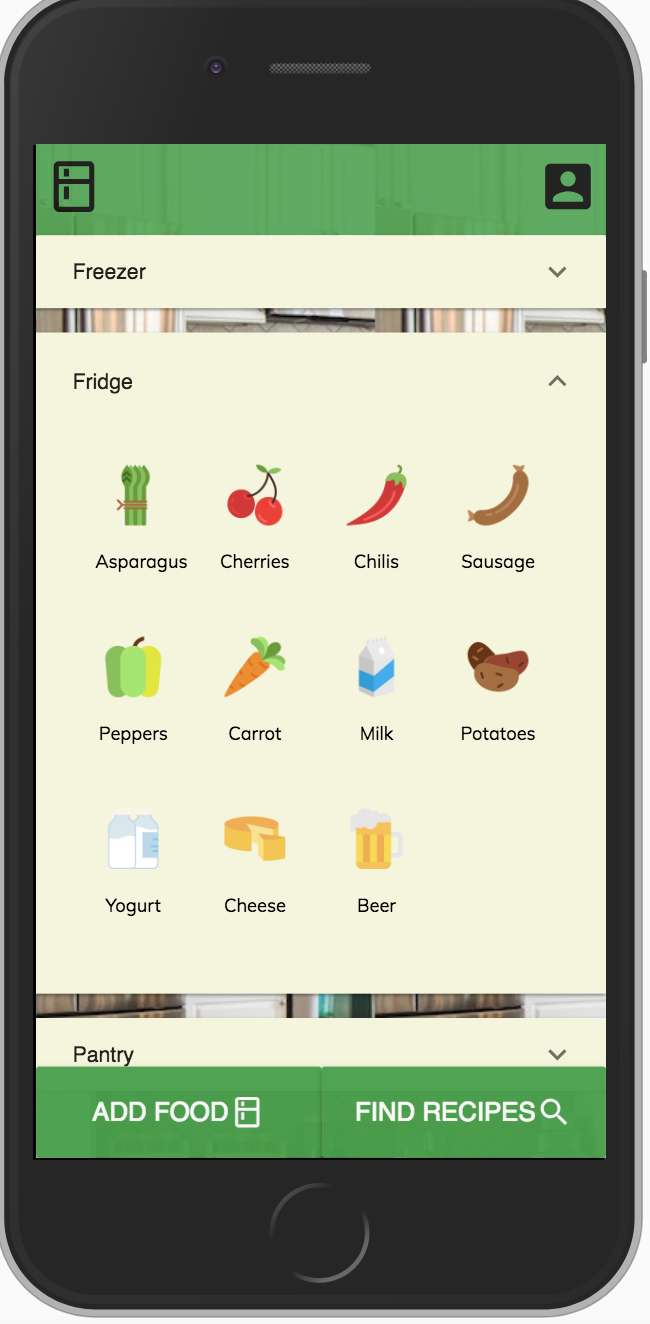 Freezer
Fridge
Asparagus Cherries Chilis Sausage
Peppers Carrot Milk Potatoes
Yogurt Cheese Beer
Pantry
ADD FOOD FIND RECIPES